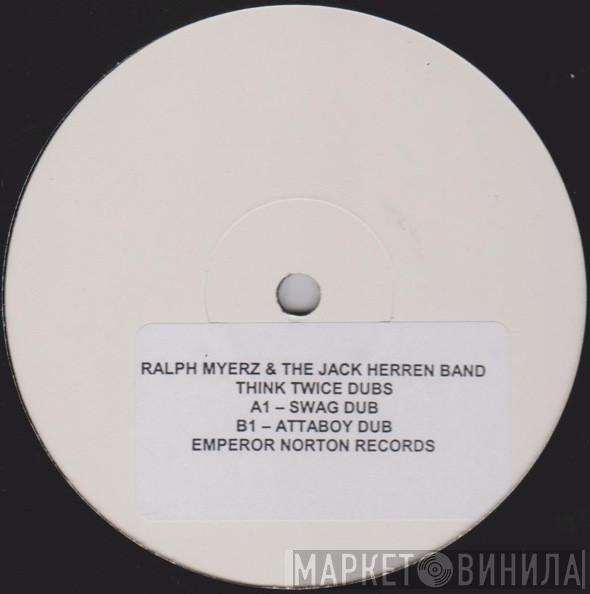 RALPH MYERZ & THE JACK HERREN BAND
THINK TWICE DUBS
A1 – SWAG DUB
B1 – ATTABOY DUB
EMPEROR NORTON RECORDS
МАРКЕТ ВИНИЛА